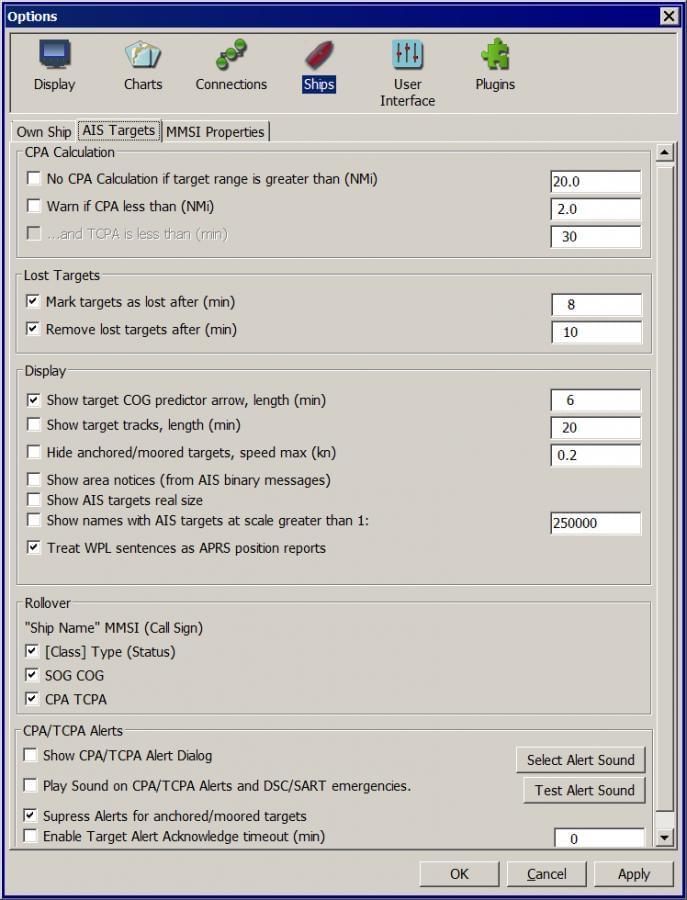 Options
Display Charts Connections Ships User Interface Plugins
Own Ship AIS Targets MMSI Properties
CPA Calculation
No CPA Calculation if target range is greater than (NMi) 20.0
Warn if CPA less than (NMi) 2.0
...and TCPA is less than (min) 30
Lost Targets
Mark targets as lost after (min) 8
Remove lost targets after (min) 10
Display
Show target COG predictor arrow, length (min) 6
Show target tracks, length (min) 20
Hide anchored/moored targets, speed max (kn) 0.2
Show area notices (from AIS binary messages)
Show AIS targets real size
Show names with AIS targets at scale greater than 1: 250000
Treat WPL sentences as APRS position reports
Rollover
"Ship Name" MMSI (Call Sign)
[Class] Type (Status)
SOG COG
CPA TCPA
CPA/TCPA Alerts
Show CPA/TCPA Alert Dialog Select Alert Sound
Play Sound on CPA/TCPA Alerts and DSC/SART emergencies. Test Alert Sound
Supress Alerts for anchored/moored targets
Enable Target Alert Acknowledge timeout (min) 0
OK Cancel Apply